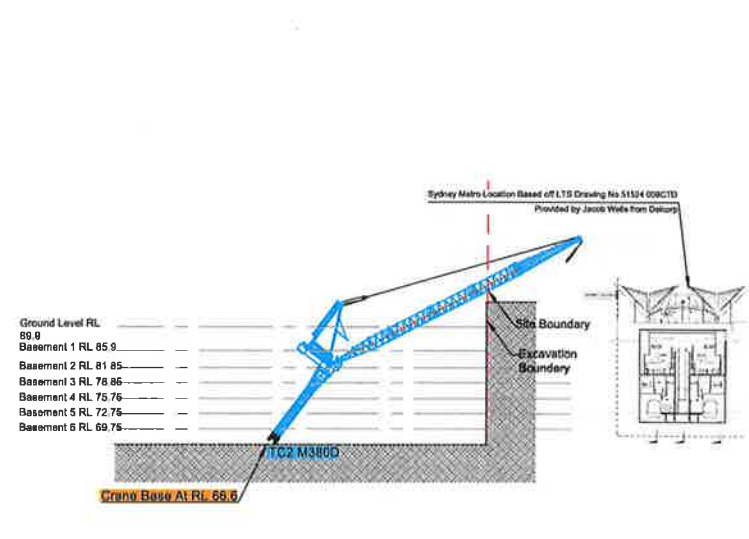 Sydney Metro Location Based off LTS Drawing No 51524 008GTD
Provided by Jacob Wells from Deicorp
Ground Level RL
89.8
Basement 1 RL 85.9
Basement 2 RL 81.85
Basement 3 RL 78.85
Basement 4 RL 75.75
Basement 5 RL 72.75
Basement 6 RL 69.75
Site Boundary
Excavation
Boundary
TC2 M380D
Crane Base At RL 66.6